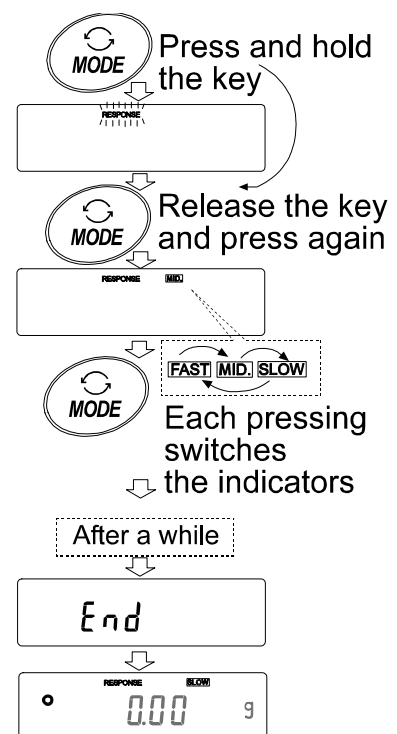 MODE
Press and hold
the key
RESPONSE
MODE
Release the key
and press again
RESPONSE MID.
FAST MID. SLOW
MODE
Each pressing
switches
the indicators
After a while
End
RESPONSE SLOW
0.00 g